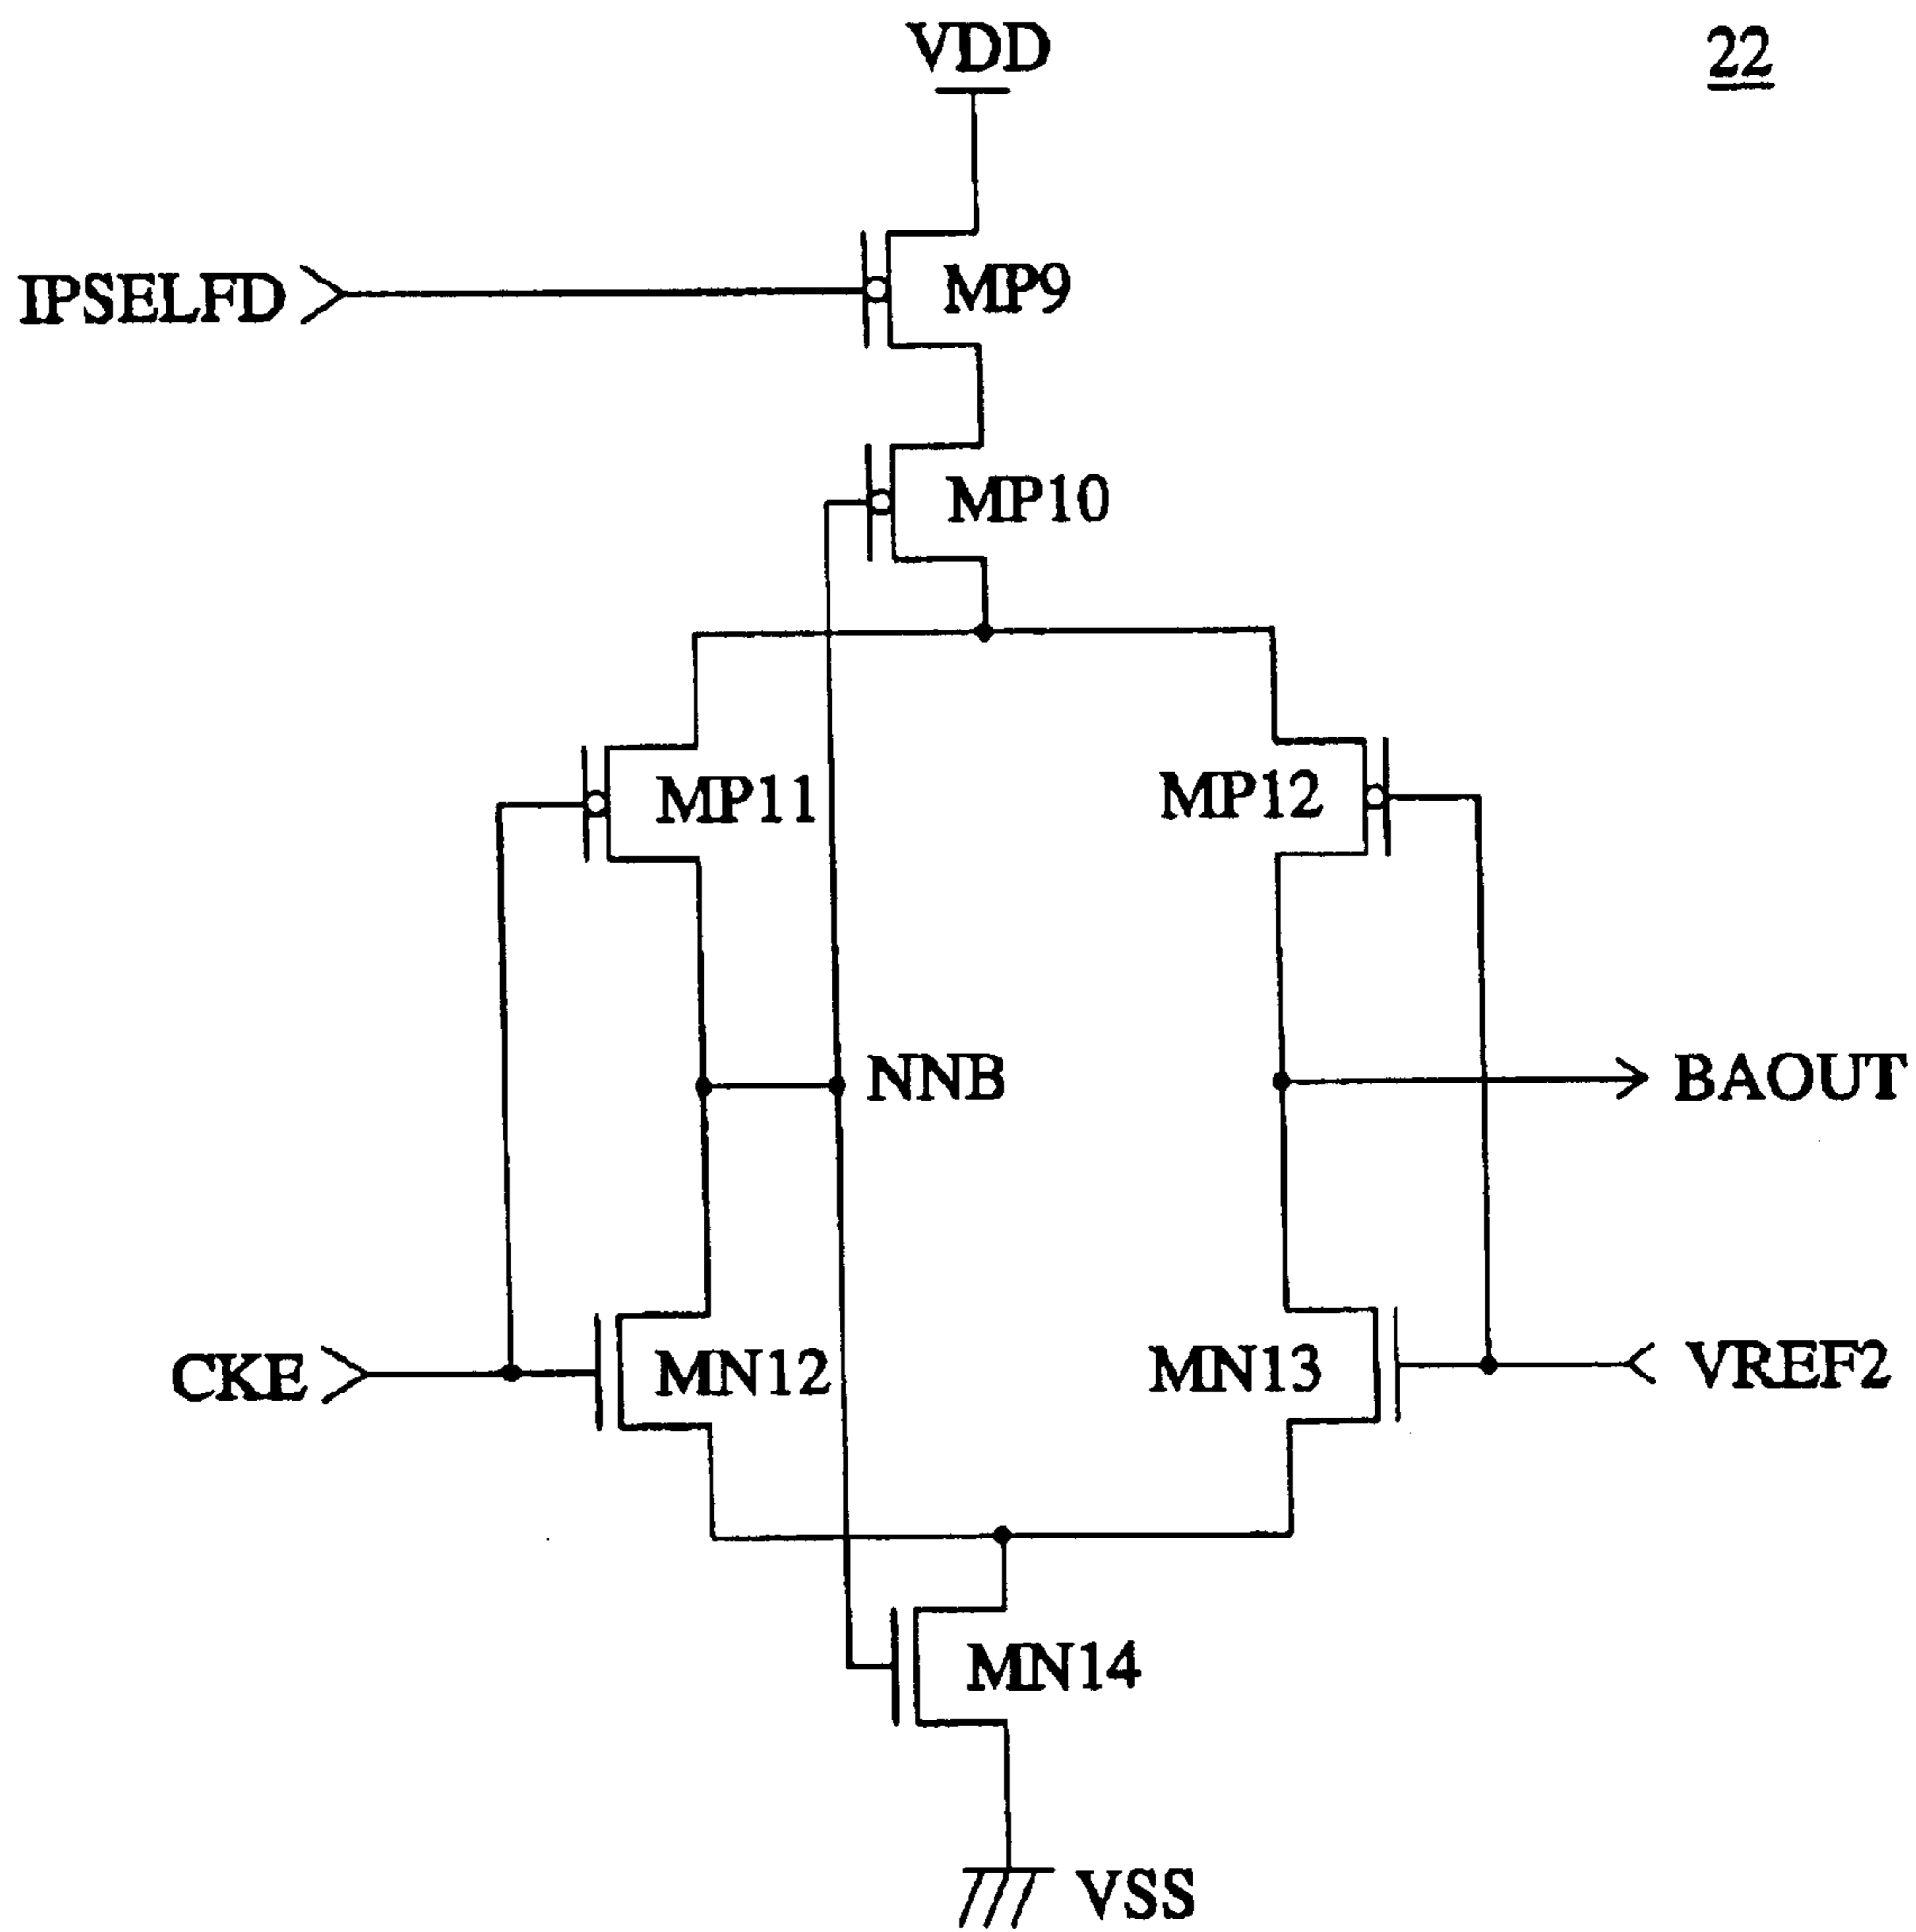 VDD
22
IPSELFD
MP9
MP10
MP11
MP12
NNB
BAOUT
CKE
MN12
MN13
VREF2
MN14
VSS